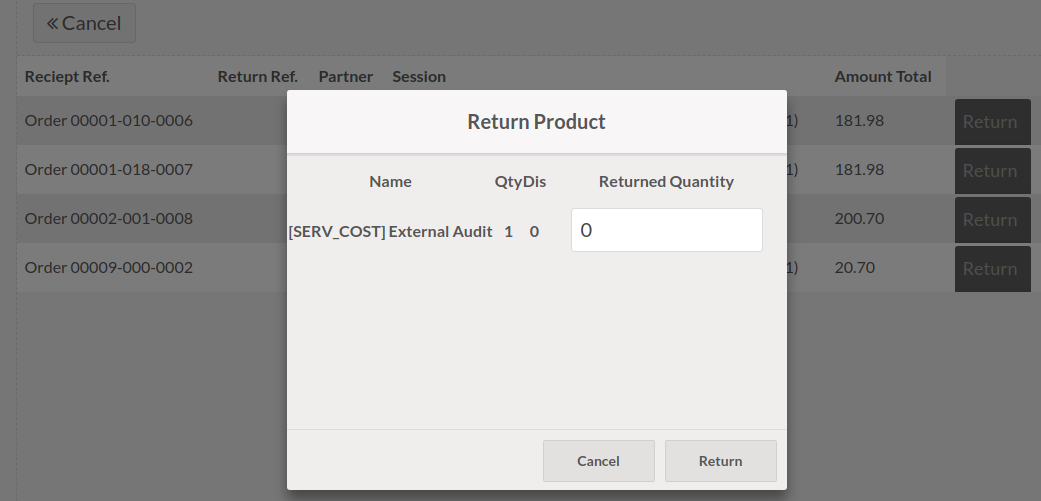 « Cancel
Reciept Ref. Return Ref. Partner Session Amount Total
Return Product
Order 00001-010-0006 1) 181.98 Return
Order 00001-018-0007 1) 181.98 Return
Order 00002-001-0008 200.70 Return
Order 00009-000-0002 1) 20.70 Return
Name Qty Dis Returned Quantity
[SERV_COST] External Audit 1 0 0
Cancel Return